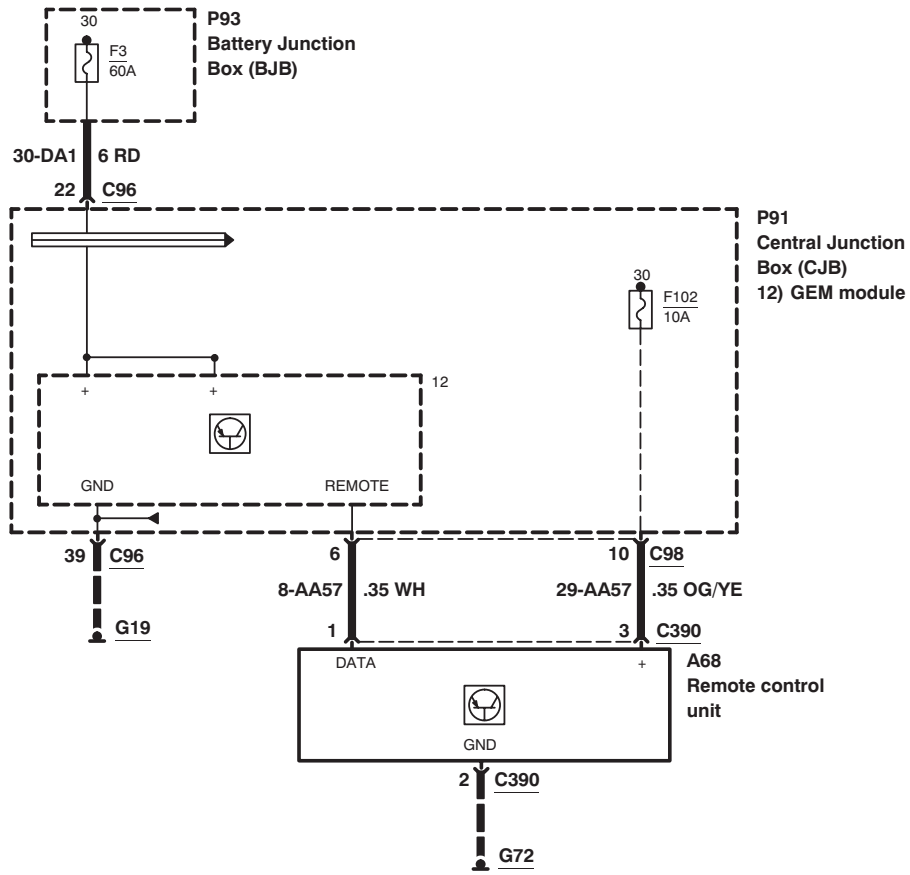 30
F3
60A
P93
Battery Junction
Box (BJB)
30-DA1 6 RD
22 C96
P91
Central Junction
Box (CJB)
12) GEM module
30
F102
10A
12
+ +
GND REMOTE
39 C96
6 10 C98
8-AA57 .35 WH 29-AA57 .35 OG/YE
G19
1 3 C390
DATA +
A68
Remote control
unit
GND
2 C390
G72